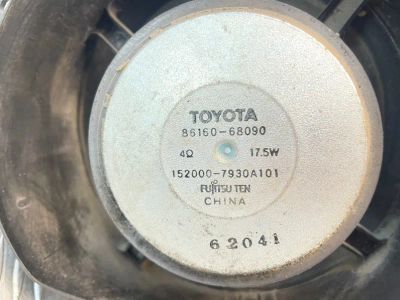 TOYOTA
86160-68090
4Ω 17.5W
152000-7930A101
FUJITSU TEN
CHINA
62041